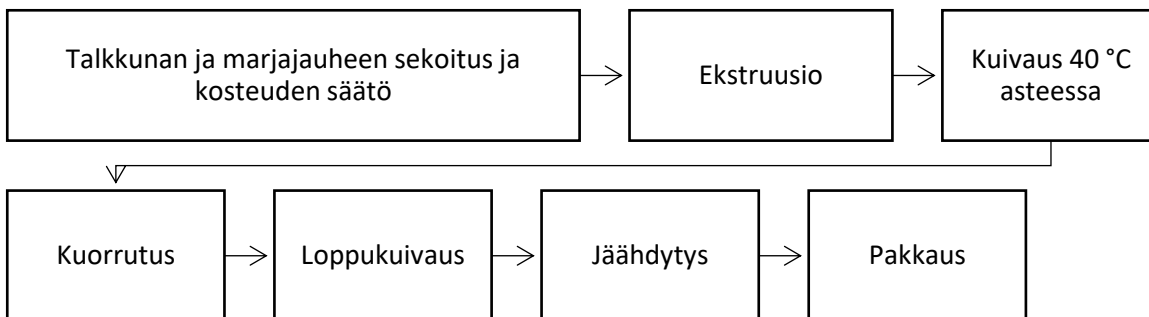 Talkkunan ja marjajauheen sekoitus ja
kosteuden säätö
Ekstruusio
Kuivaus 40 °C
asteessa
Kuorrutus
Loppukuivaus
Jäähdytys
Pakkaus